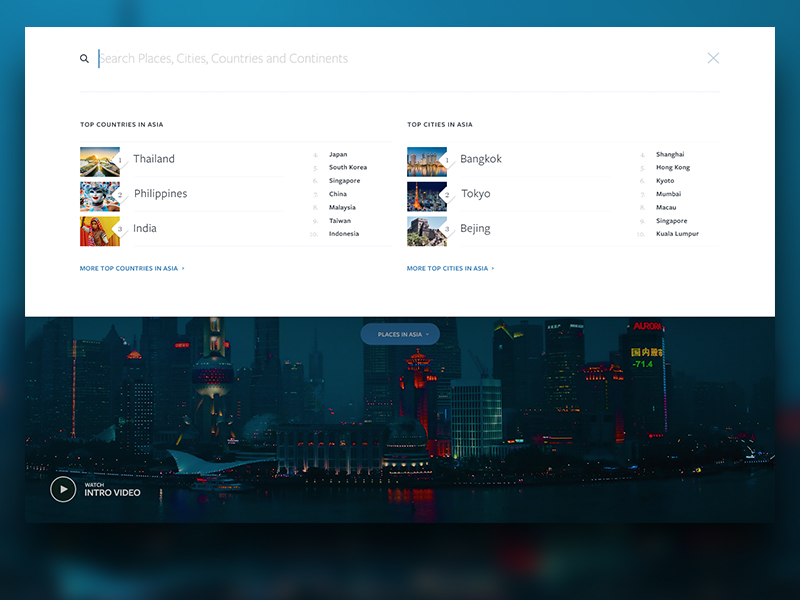 Search Places, Cities, Countries and Continents
TOP COUNTRIES IN ASIA
1 Thailand
2 Philippines
3 India
4. Japan
5. South Korea
6. Singapore
7. China
8. Malaysia
9. Taiwan
10. Indonesia
MORE TOP COUNTRIES IN ASIA ›
TOP CITIES IN ASIA
1 Bangkok
2 Tokyo
3 Bejing
4. Shanghai
5. Hong Kong
6. Kyoto
7. Mumbai
8. Macau
9. Singapore
10. Kuala Lumpur
MORE TOP CITIES IN ASIA ›
PLACES IN ASIA
AURORA
国内
-71.4
WATCH
INTRO VIDEO